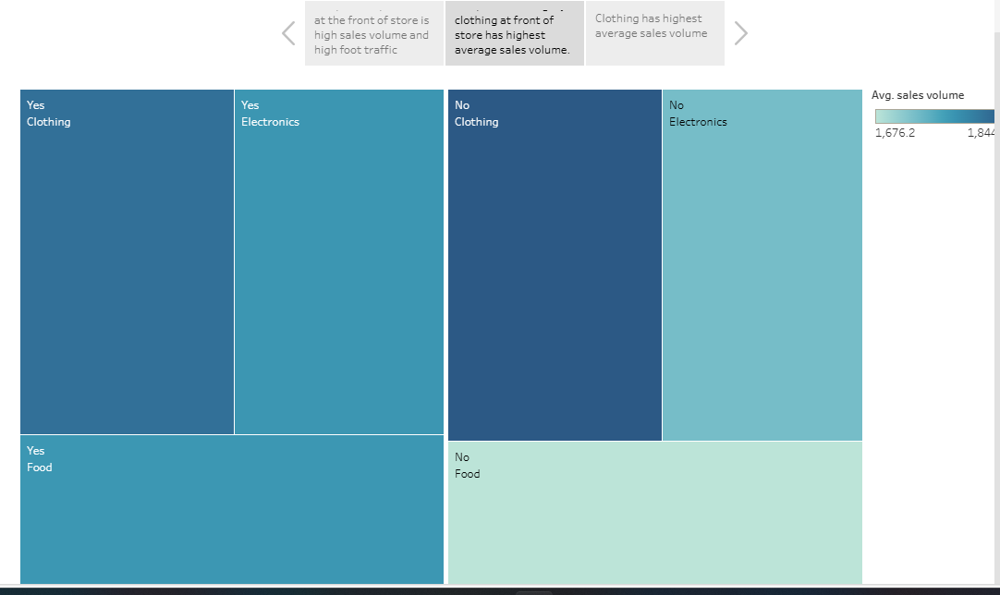 at the front of store is
high sales volume and
high foot traffic
clothing at front of
store has highest
average sales volume.
Clothing has highest
average sales volume
Yes
Clothing
Yes
Electronics
No
Clothing
No
Electronics
Avg. sales volume
1,676.2
1,844
Yes
Food
No
Food